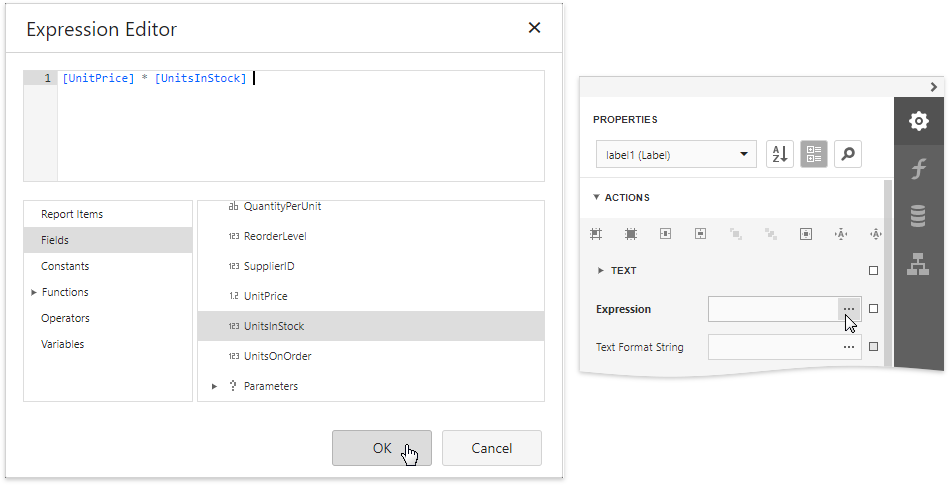 Expression Editor
1 [UnitPrice] * [UnitsInStock]
Report Items
Fields
Constants
Functions
Operators
Variables
ab QuantityPerUnit
123 ReorderLevel
123 SupplierID
1.2 UnitPrice
123 UnitsInStock
123 UnitsOnOrder
? Parameters
OK
Cancel
PROPERTIES
label1 (Label)
A
Z
ACTIONS
A
A
TEXT
Expression
...
Text Format String
...